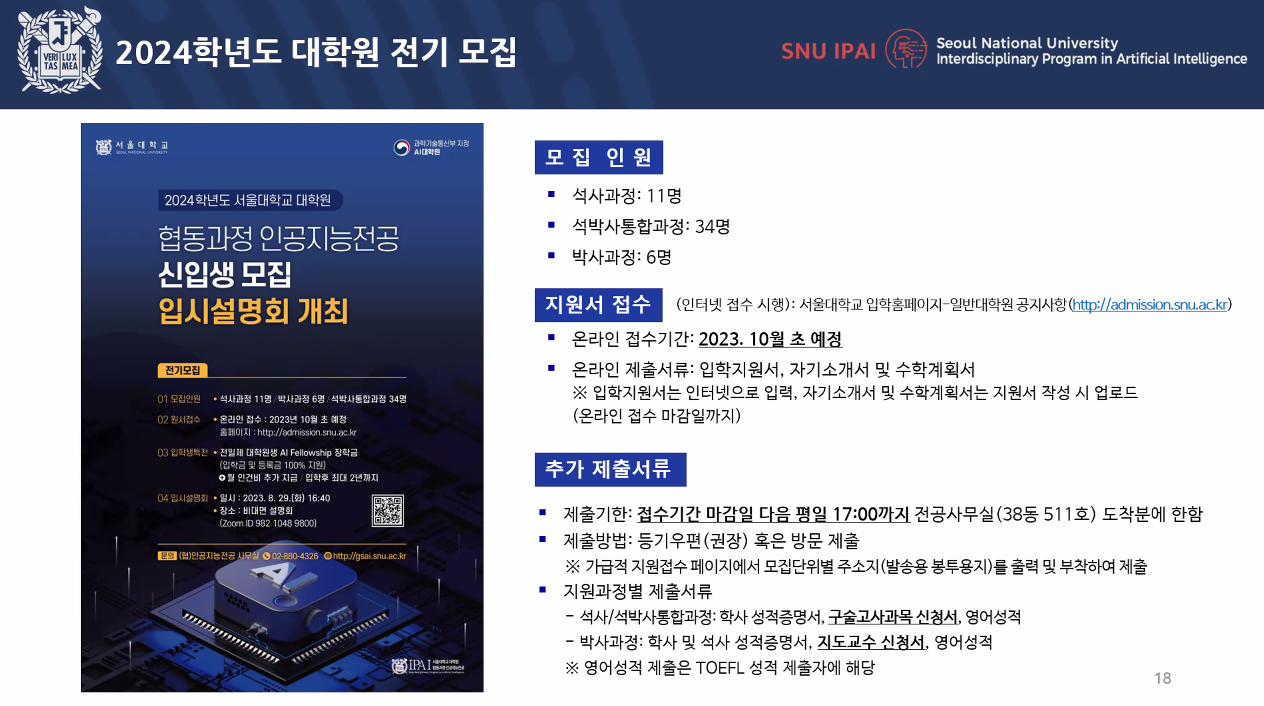 VERI LUX
TAS MEA
2024학년도 대학원 전기 모집
SNU IPAI
Seoul National University
Interdisciplinary Program in Artificial Intelligence
서울대학교
SEOUL NATIONAL UNIVERSITY
과학기술정보통신부 지정
AI대학원
2024학년도 서울대학교 대학원
협동과정 인공지능전공
신입생 모집
입시설명회 개최
전기모집
01 모집인원 • 석사과정 11명 / 박사과정 6명 / 석박사통합과정 34명
02 원서접수 • 온라인 접수 : 2023년 10월 초 예정
홈페이지 : http://admission.snu.ac.kr
03 입학생특전 • 전일제 대학원생 AI Fellowship 장학금
(입학금 및 등록금 100% 지원)
월 인건비 추가 지급 / 입학후 최대 2년까지
04 입시설명회 • 일시 : 2023. 8. 29.(화) 16:40
• 장소 : 비대면 설명회
(Zoom ID 982 1048 9800)
문의 (협)인공지능전공 사무실 02-880-4326 http://gsai.snu.ac.kr
AI
IPAI
모 집 인 원
▪ 석사과정: 11명
▪ 석박사통합과정: 34명
▪ 박사과정: 6명
지원서 접수 (인터넷 접수 시행): 서울대학교 입학홈페이지-일반대학원 공지사항(http://admission.snu.ac.kr)
▪ 온라인 접수기간: 2023. 10월 초 예정
▪ 온라인 제출서류: 입학지원서, 자기소개서 및 수학계획서
※ 입학지원서는 인터넷으로 입력, 자기소개서 및 수학계획서는 지원서 작성 시 업로드
(온라인 접수 마감일까지)
추가 제출서류
▪ 제출기한: 접수기간 마감일 다음 평일 17:00까지 전공사무실(38동 511호) 도착분에 한함
▪ 제출방법: 등기우편(권장) 혹은 방문 제출
※ 가급적 지원접수 페이지에서 모집단위별 주소지(발송용 봉투용지)를 출력 및 부착하여 제출
▪ 지원과정별 제출서류
– 석사/석박사통합과정: 학사 성적증명서, 구술고사과목 신청서, 영어성적
– 박사과정: 학사 및 석사 성적증명서, 지도교수 신청서, 영어성적
※ 영어성적 제출은 TOEFL 성적 제출자에 해당
18